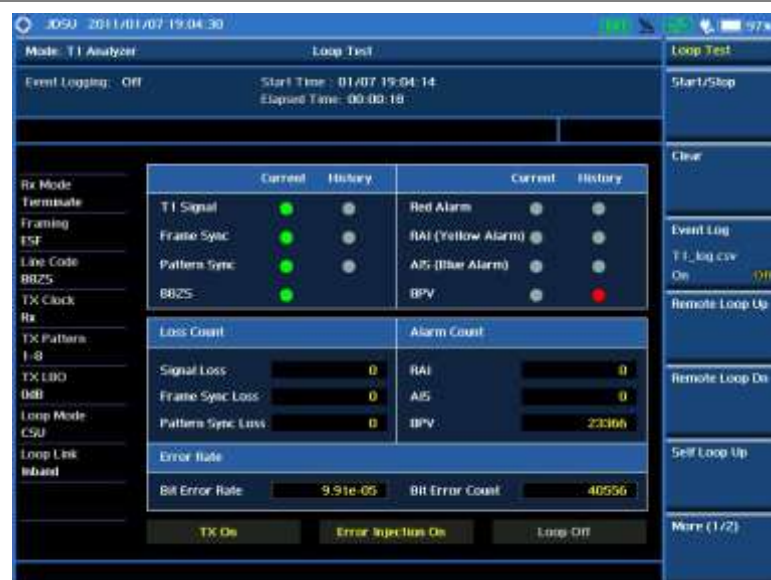 JDSU 2011/01/07 19:04:30
97%
Mode: T1 Analyzer
Loop Test
Loop Test
Event Logging: Off
Start Time : 01/07 19:04:14
Elapsed Time: 00:00:18
Start/Stop
Clear
Event Log
T1_log.csv
On Off
Remote Loop Up
Remote Loop Dn
Self Loop Up
More (1/2)
Rx Mode
Terminate
Framing
ESF
Line Code
B8ZS
TX Clock
Rx
TX Pattern
1-8
TX LBO
0dB
Loop Mode
CSU
Loop Link
Inband
Current History
T1 Signal
Frame Sync
Pattern Sync
B8ZS
Current History
Red Alarm
RAI (Yellow Alarm)
AIS (Blue Alarm)
BPV
Loss Count
Signal Loss 0
Frame Sync Loss 0
Pattern Sync Loss 0
Alarm Count
RAI 0
AIS 0
BPV 23366
Error Rate
Bit Error Rate 9.91e-05
Bit Error Count 40556
TX On
Error Injection On
Loop Off